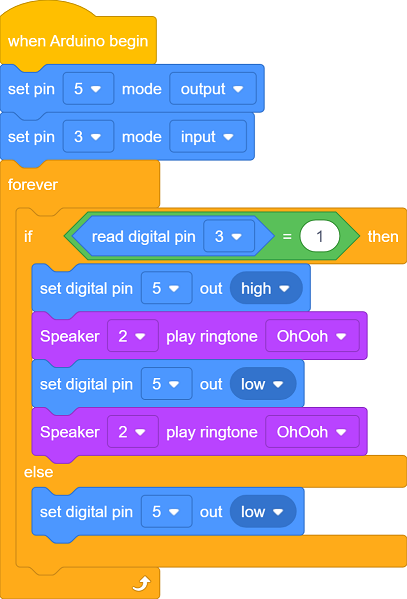 when Arduino begin
set pin 5 mode output
set pin 3 mode input
forever
if read digital pin 3 = 1 then
set digital pin 5 out high
Speaker 2 play ringtone OhOoh
set digital pin 5 out low
Speaker 2 play ringtone OhOoh
else
set digital pin 5 out low